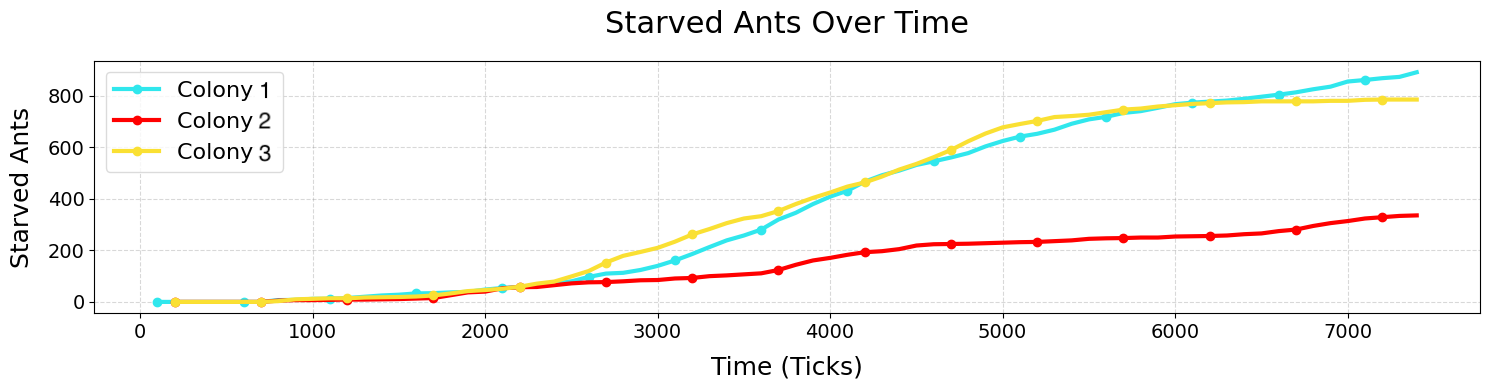 Starved Ants Over Time
Colony 1
Colony 2
Colony 3
Starved Ants
800
600
400
200
0
0 1000 2000 3000 4000 5000 6000 7000
Time (Ticks)